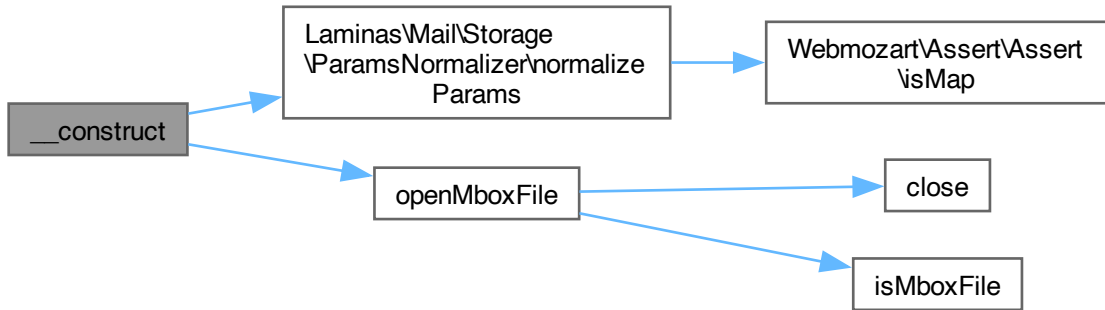 __construct
Laminas\Mail\Storage
\ParamsNormalizer\normalize
Params
Webmozart\Assert\Assert
\isMap
openMboxFile
close
isMboxFile